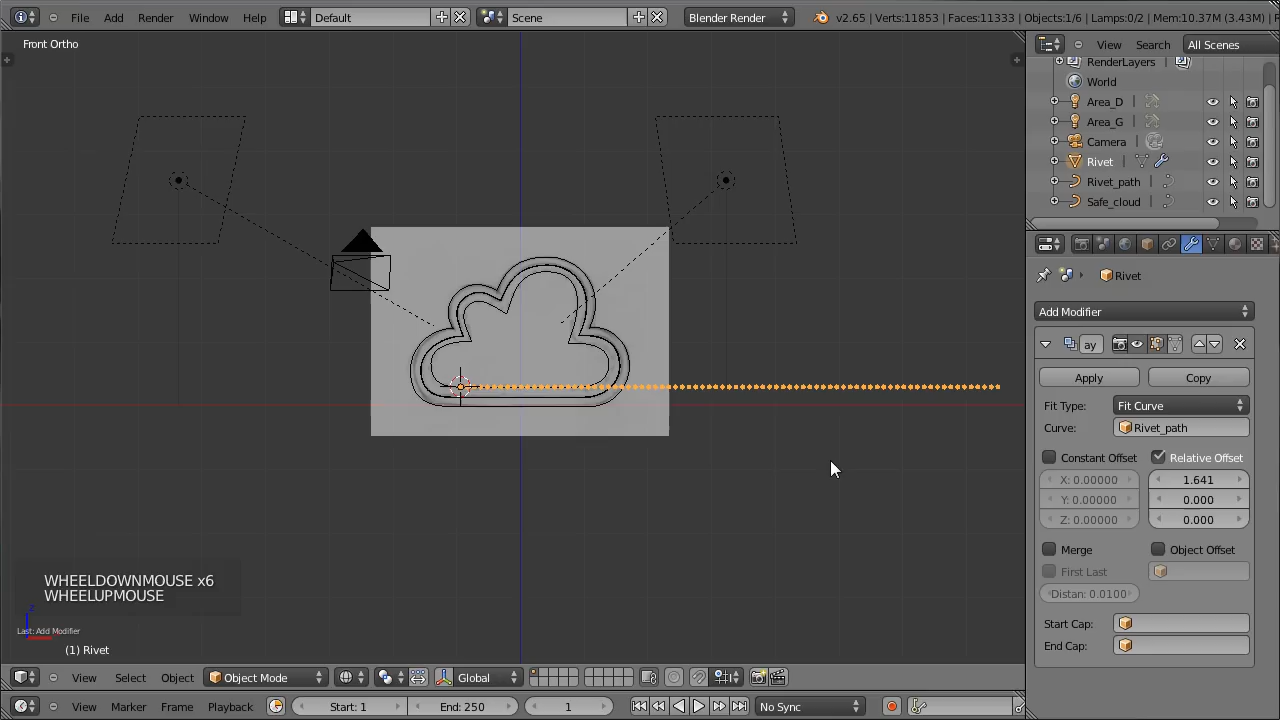 File Add Render Window Help Default Scene Blender Render v2.65 | Verts:11853 | Faces:11333 | Objects:1/6 | Lamps:0/2 | Mem:10.37M (3.43M)
Front Ortho
View Search All Scenes
RenderLayers
World
Area_D
Area_G
Camera
Rivet
Rivet_path
Safe_cloud
Rivet
Add Modifier
ay
Apply Copy
Fit Type: Fit Curve
Curve: Rivet_path
Constant Offset Relative Offset
X: 0.00000 1.641
Y: 0.00000 0.000
Z: 0.00000 0.000
Merge Object Offset
First Last
Distan: 0.0100
Start Cap:
End Cap:
WHEELDOWNMOUSE x6
WHEELUPMOUSE
z
Last: Add Modifier
(1) Rivet
View Select Object Object Mode Global
View Marker Frame Playback Start: 1 End: 250 1 No Sync